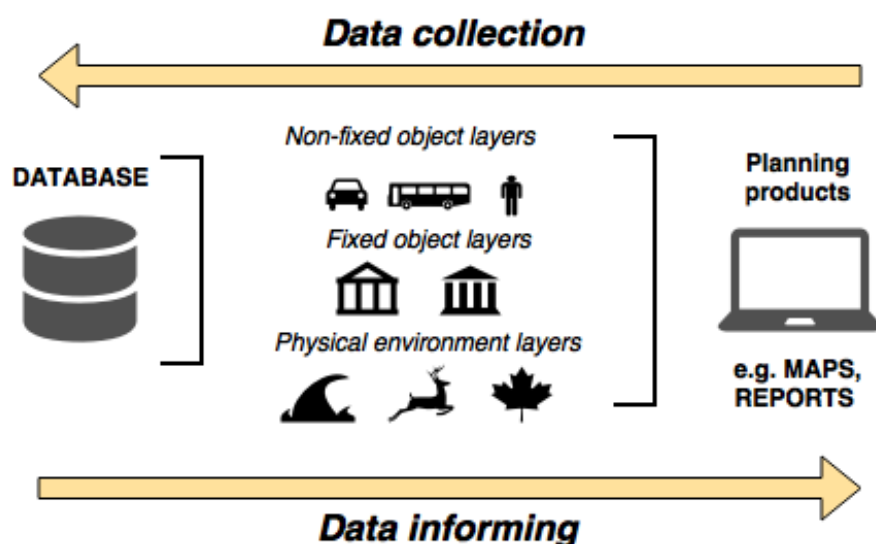 Data collection
Non-fixed object layers
DATABASE
Planning
products
Fixed object layers
Physical environment layers
e.g. MAPS,
REPORTS
Data informing